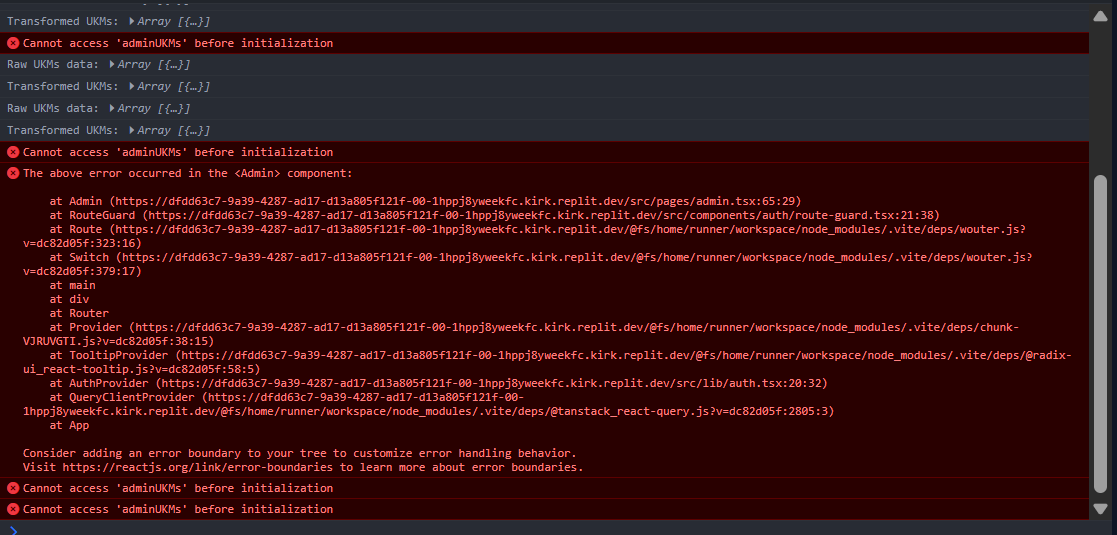 Transformed UKMs: Array [{…}]
Cannot access 'adminUKMs' before initialization
Raw UKMs data: Array [{…}]
Transformed UKMs: Array [{…}]
Raw UKMs data: Array [{…}]
Transformed UKMs: Array [{…}]
Cannot access 'adminUKMs' before initialization
The above error occurred in the <Admin> component:
at Admin (https://dfdd63c7-9a39-4287-ad17-d13a805f121f-00-1hppj8yweekfc.kirk.replit.dev/src/pages/admin.tsx:65:29)
at RouteGuard (https://dfdd63c7-9a39-4287-ad17-d13a805f121f-00-1hppj8yweekfc.kirk.replit.dev/src/components/auth/route-guard.tsx:21:38)
at Route (https://dfdd63c7-9a39-4287-ad17-d13a805f121f-00-1hppj8yweekfc.kirk.replit.dev/@fs/home/runner/workspace/node_modules/.vite/deps/wouter.js?
v=dc82d05f:323:16)
at Switch (https://dfdd63c7-9a39-4287-ad17-d13a805f121f-00-1hppj8yweekfc.kirk.replit.dev/@fs/home/runner/workspace/node_modules/.vite/deps/wouter.js?
v=dc82d05f:379:17)
at main
at div
at Router
at Provider (https://dfdd63c7-9a39-4287-ad17-d13a805f121f-00-1hppj8yweekfc.kirk.replit.dev/@fs/home/runner/workspace/node_modules/.vite/deps/chunk-
VJRUVGTI.js?v=dc82d05f:38:15)
at TooltipProvider (https://dfdd63c7-9a39-4287-ad17-d13a805f121f-00-1hppj8yweekfc.kirk.replit.dev/@fs/home/runner/workspace/node_modules/.vite/deps/@radix-
ui_react-tooltip.js?v=dc82d05f:58:5)
at AuthProvider (https://dfdd63c7-9a39-4287-ad17-d13a805f121f-00-1hppj8yweekfc.kirk.replit.dev/src/lib/auth.tsx:20:32)
at QueryClientProvider (https://dfdd63c7-9a39-4287-ad17-d13a805f121f-00-
1hppj8yweekfc.kirk.replit.dev/@fs/home/runner/workspace/node_modules/.vite/deps/@tanstack_react-query.js?v=dc82d05f:2805:3)
at App
Consider adding an error boundary to your tree to customize error handling behavior.
Visit https://reactjs.org/link/error-boundaries to learn more about error boundaries.
Cannot access 'adminUKMs' before initialization
Cannot access 'adminUKMs' before initialization